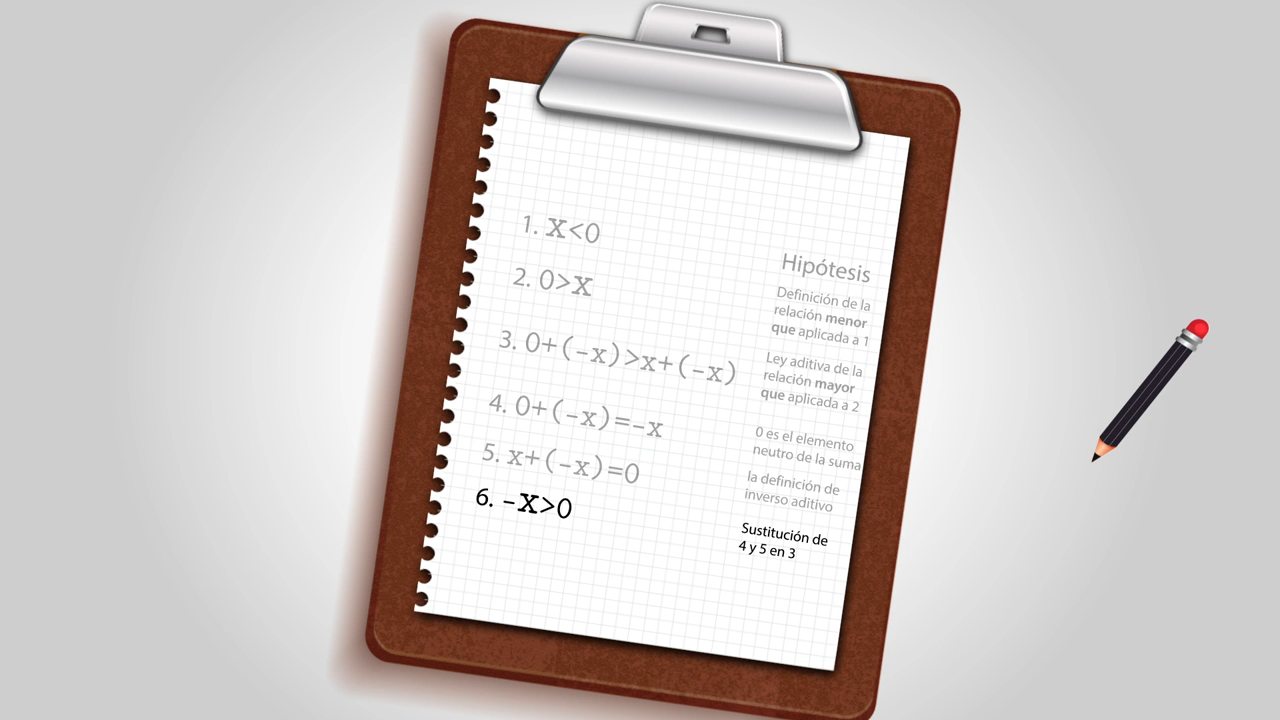 1. X<0
Hipótesis
2. 0>X
Definición de la
relación menor
que aplicada a 1
3. 0+(-x)>x+(-x)
Ley aditiva de la
relación mayor
que aplicada a 2
4. 0+(-x)=-x
0 es el elemento
neutro de la suma
5. x+(-x)=0
la definición de
inverso aditivo
6. -X>0
Sustitución de
4 y 5 en 3